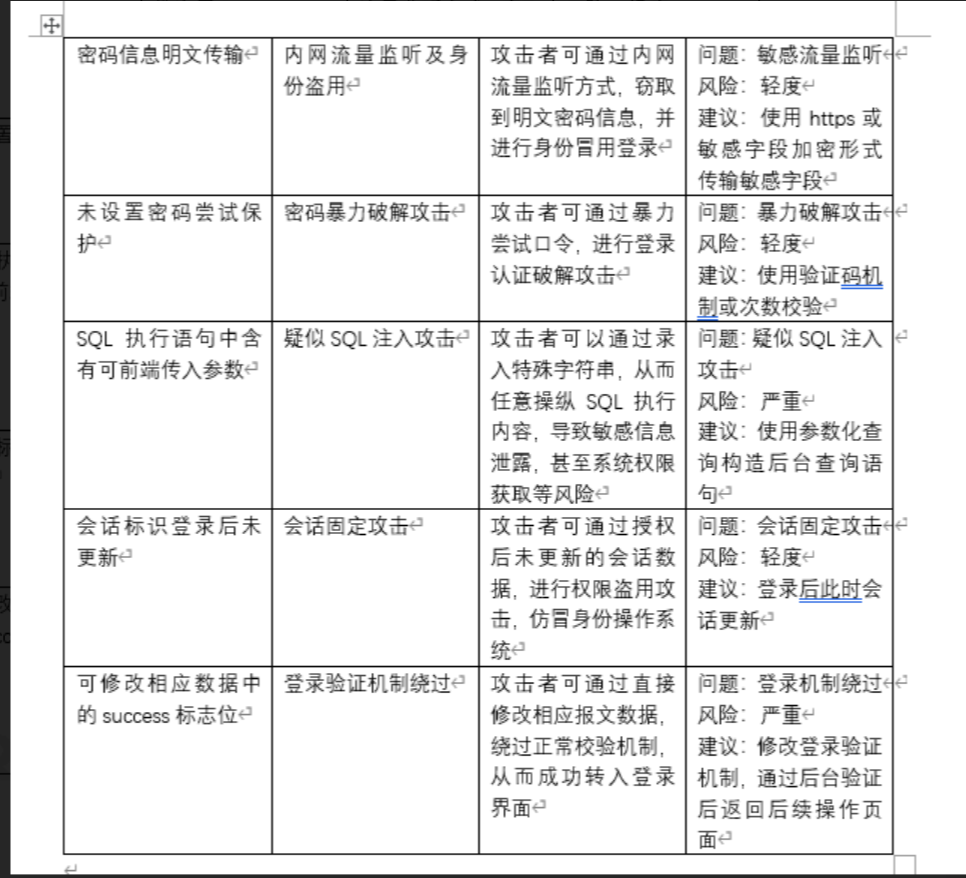 密码信息明文传输
内网流量监听及身
份盗用
攻击者可通过内网
流量监听方式，窃取
到明文密码信息，并
进行身份冒用登录
问题：敏感流量监听
风险：轻度
建议：使用 https 或
敏感字段加密形式
传输敏感字段
未设置密码尝试保
护
密码暴力破解攻击
攻击者可通过暴力
尝试口令，进行登录
认证破解攻击
问题：暴力破解攻击
风险：轻度
建议：使用验证码机
制或次数校验
SQL 执行语句中含
有可前端传入参数
疑似 SQL 注入攻击
攻击者可以通过录
入特殊字符串，从而
任意操纵 SQL 执行
内容，导致敏感信息
泄露，甚至系统权限
获取等风险
问题：疑似 SQL 注入
攻击
风险：严重
建议：使用参数化查
询构造后台查询语
句
会话标识登录后未
更新
会话固定攻击
攻击者可通过授权
后未更新的会话数
据，进行权限盗用攻
击，仿冒身份操作系
统
问题：会话固定攻击
风险：轻度
建议：登录后此时会
话更新
可修改相应数据中
的 success 标志位
登录验证机制绕过
攻击者可通过直接
修改相应报文数据，
绕过正常校验机制，
从而成功转入登录
界面
问题：登录机制绕过
风险：严重
建议：修改登录验证
机制，通过后台验证
后返回后续操作页
面